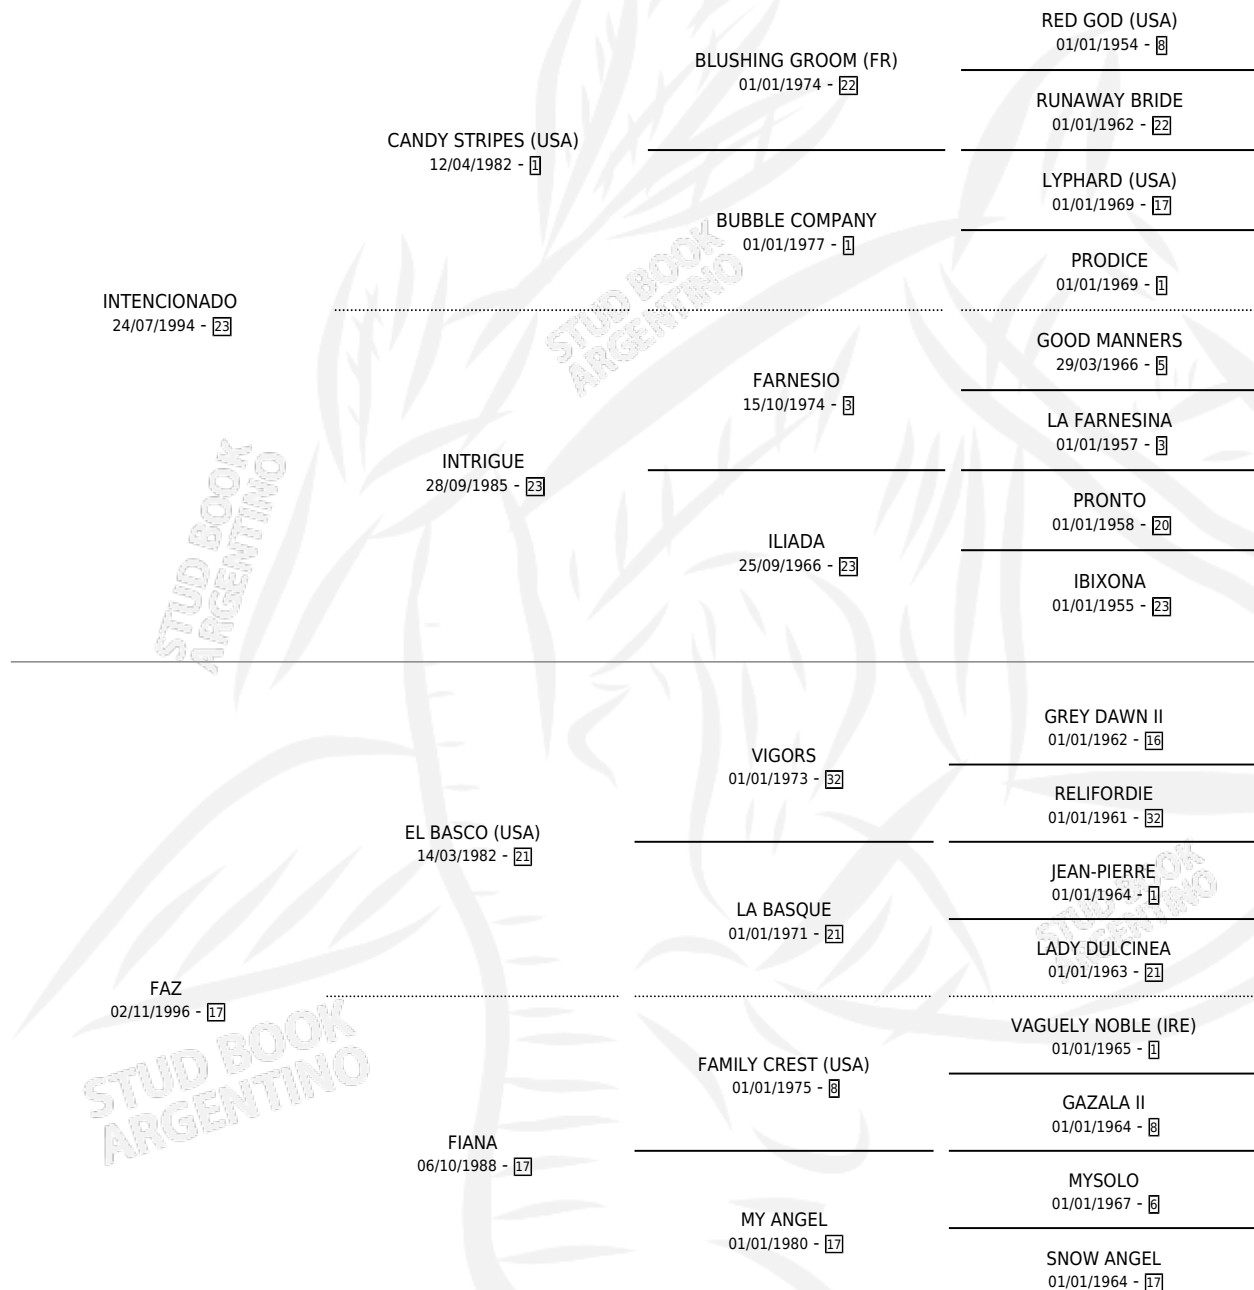 RED GOD (USA)
01/01/1954 - 8
BLUSHING GROOM (FR)
01/01/1974 - 22
RUNAWAY BRIDE
01/01/1962 - 22
CANDY STRIPES (USA)
12/04/1982 - 1
LYPHARD (USA)
01/01/1969 - 17
BUBBLE COMPANY
01/01/1977 - 1
PRODICE
01/01/1969 - 1
INTENCIONADO
24/07/1994 - 23
GOOD MANNERS
29/03/1966 - 5
FARNESIO
15/10/1974 - 3
LA FARNESINA
01/01/1957 - 3
INTRIGUE
28/09/1985 - 23
PRONTO
01/01/1958 - 20
ILIADA
25/09/1966 - 23
IBIXONA
01/01/1955 - 23
GREY DAWN II
01/01/1962 - 16
VIGORS
01/01/1973 - 32
RELIFORDIE
01/01/1961 - 32
EL BASCO (USA)
14/03/1982 - 21
JEAN-PIERRE
01/01/1964 - 1
LA BASQUE
01/01/1971 - 21
LADY DULCINEA
01/01/1963 - 21
FAZ
02/11/1996 - 17
VAGUELY NOBLE (IRE)
01/01/1965 - 1
FAMILY CREST (USA)
01/01/1975 - 8
GAZALA II
01/01/1964 - 8
FIANA
06/10/1988 - 17
MYSOLO
01/01/1967 - 6
MY ANGEL
01/01/1980 - 17
SNOW ANGEL
01/01/1964 - 17
STUD BOOK
ARGENTINO
STUD BOOK
ARGENTINO
STUD BOOK
ARGENTINO
STUD BOOK
ARGENTINO